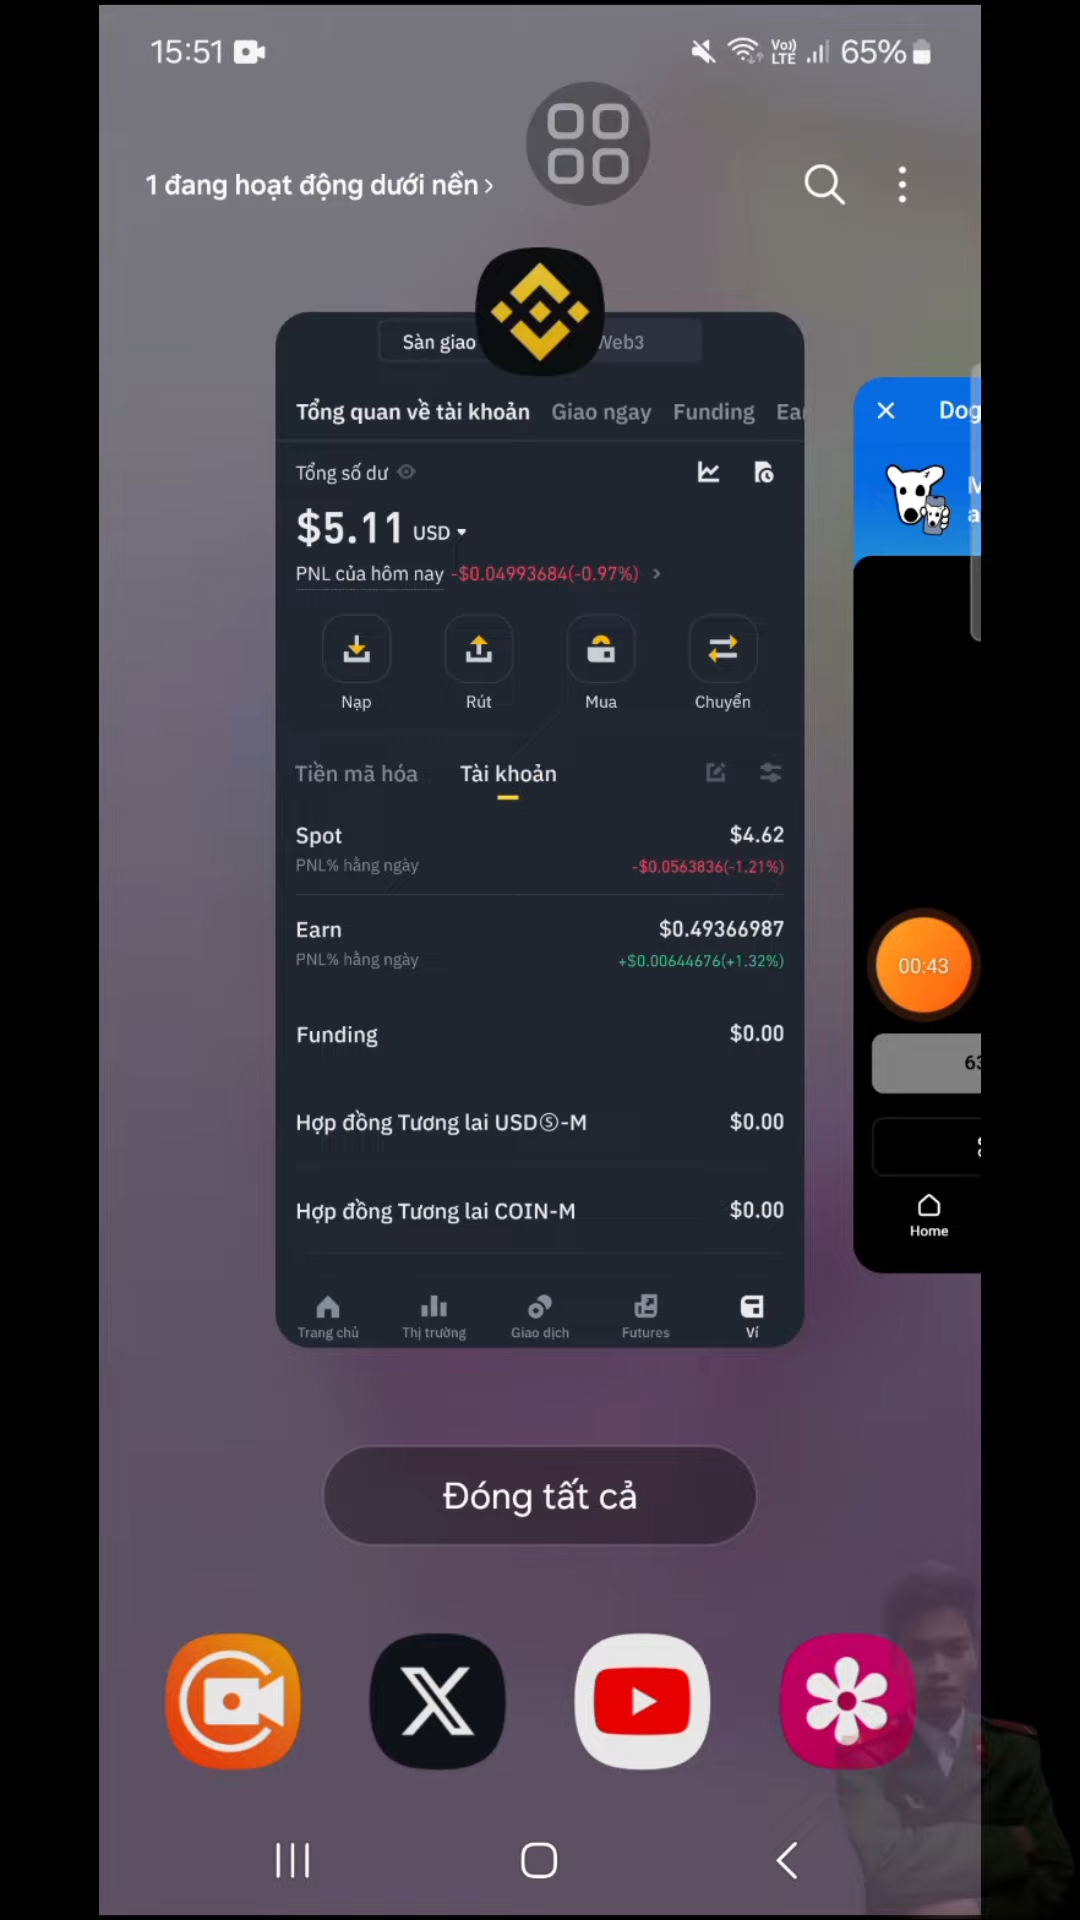 15:51
Vo))
LTE
65%
1 đang hoạt động dưới nền >
Sàn giao
Web3
Tổng quan về tài khoản Giao ngay Funding
Dog
Tổng số dư
$5.11 USD
PNL của hôm nay -$0.04993684(-0.97%) >
Nạp Rút Mua Chuyển
Tiền mã hóa Tài khoản
Spot $4.62
PNL% hằng ngày -$0.0563836(-1.21%)
Earn $0.49366987
PNL% hằng ngày +$0.00644676(+1.32%)
00:43
Funding $0.00
63
Hợp đồng Tương lai USDⓈ-M $0.00
Hợp đồng Tương lai COIN-M $0.00
Home
Trang chủ Thị trường Giao dịch Futures Ví
Đóng tất cả